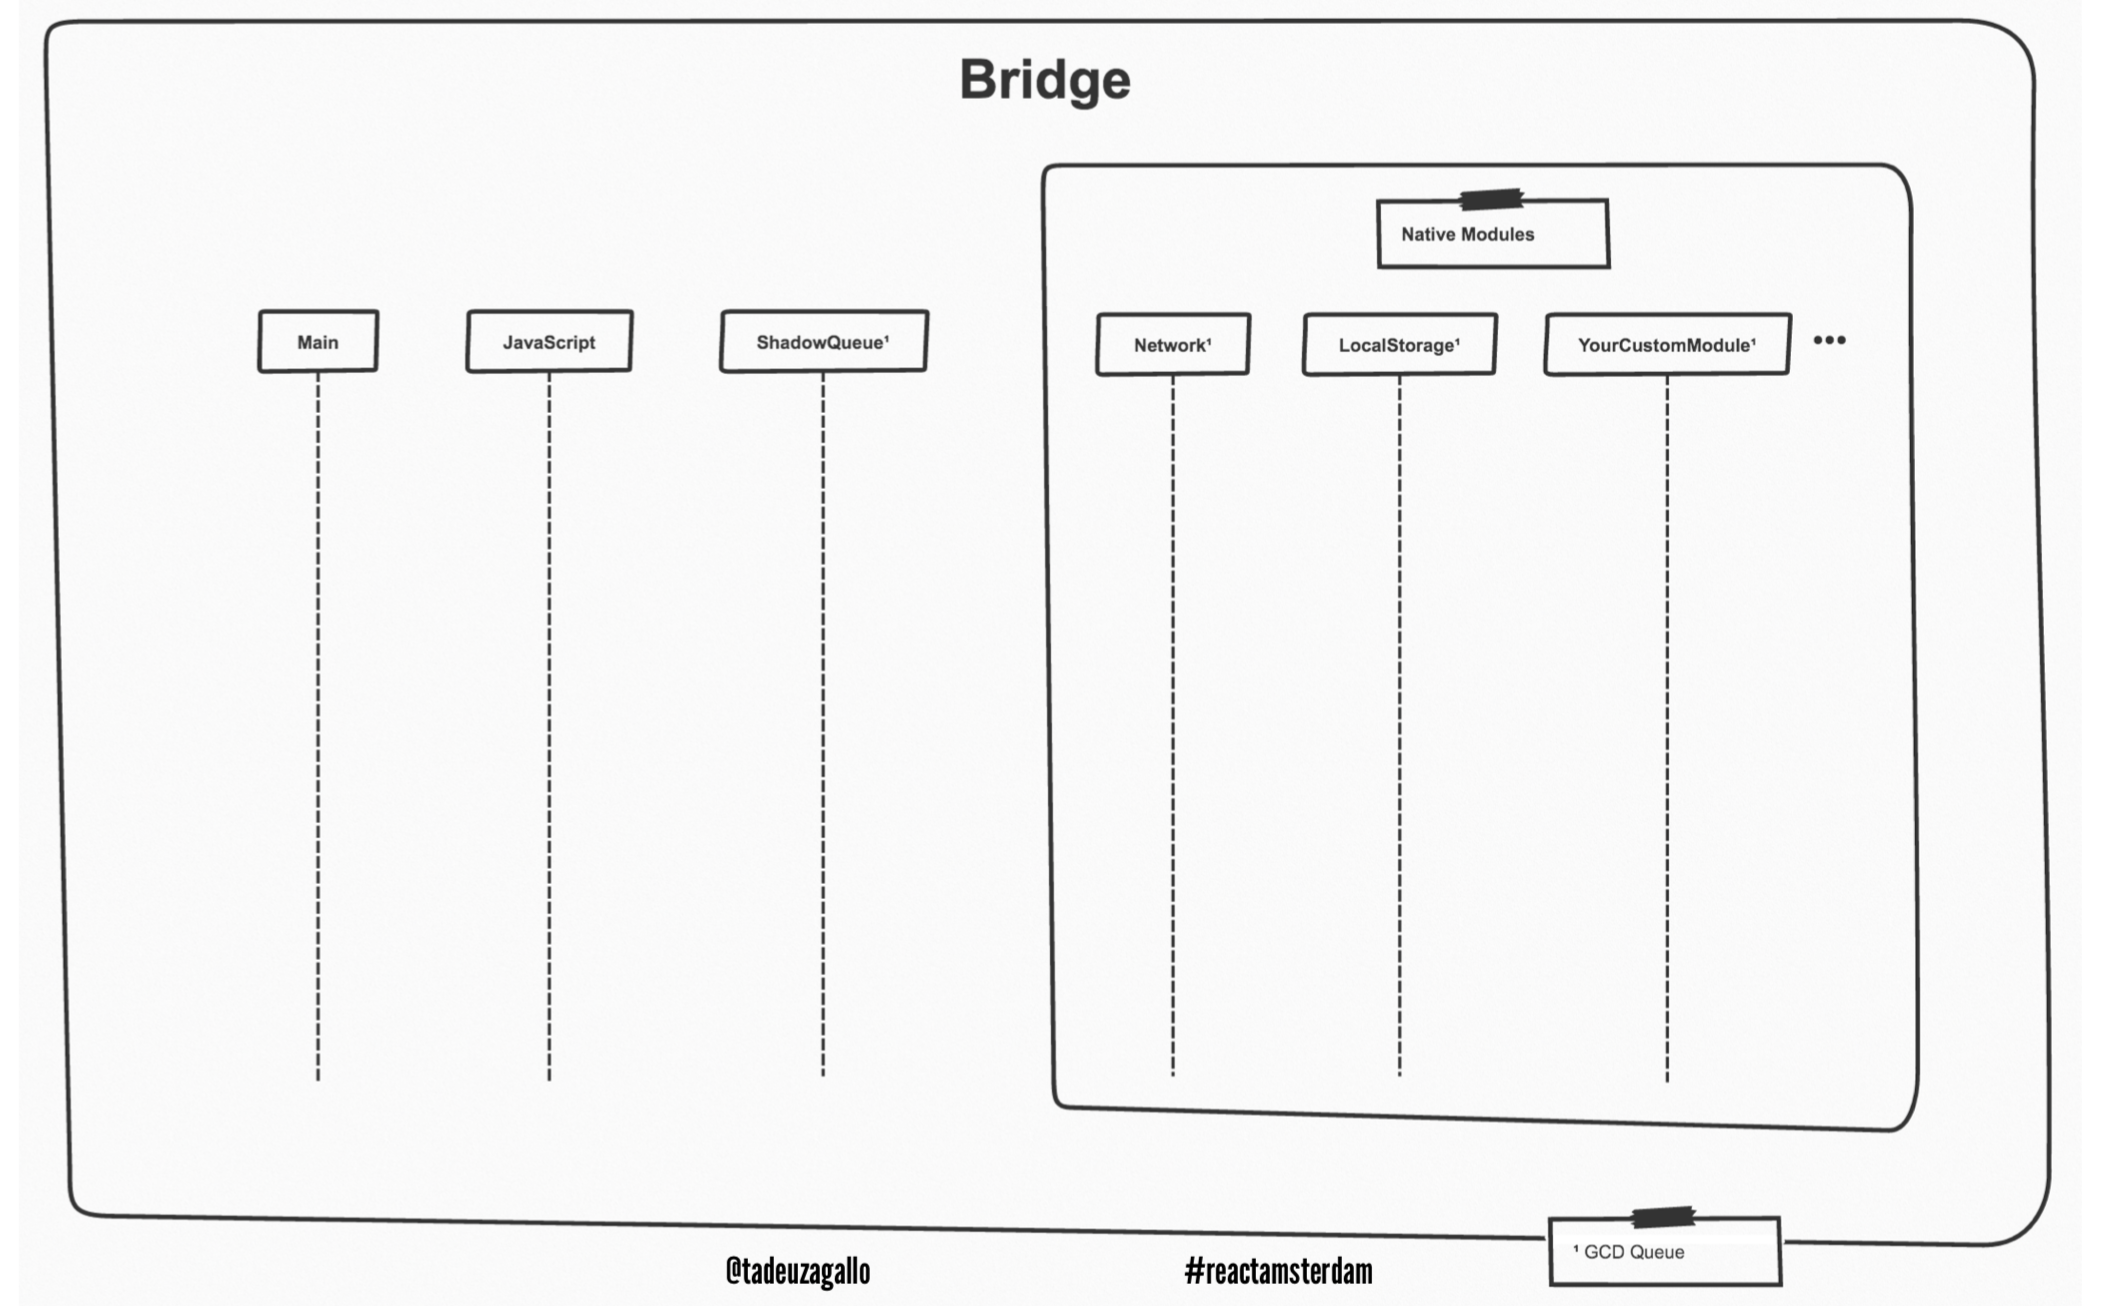 Bridge
Native Modules
Main
JavaScript
ShadowQueue¹
Network¹
LocalStorage¹
YourCustomModule¹
•••
¹ GCD Queue
@tadeuzagallo
#reactamsterdam